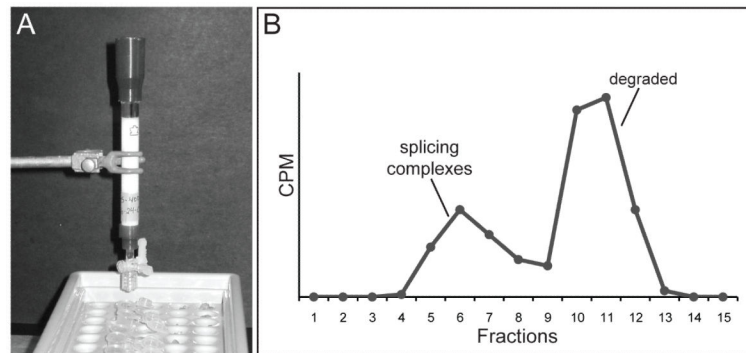 A
B
CPM
splicing
complexes
degraded
1 2 3 4 5 6 7 8 9 10 11 12 13 14 15
Fractions